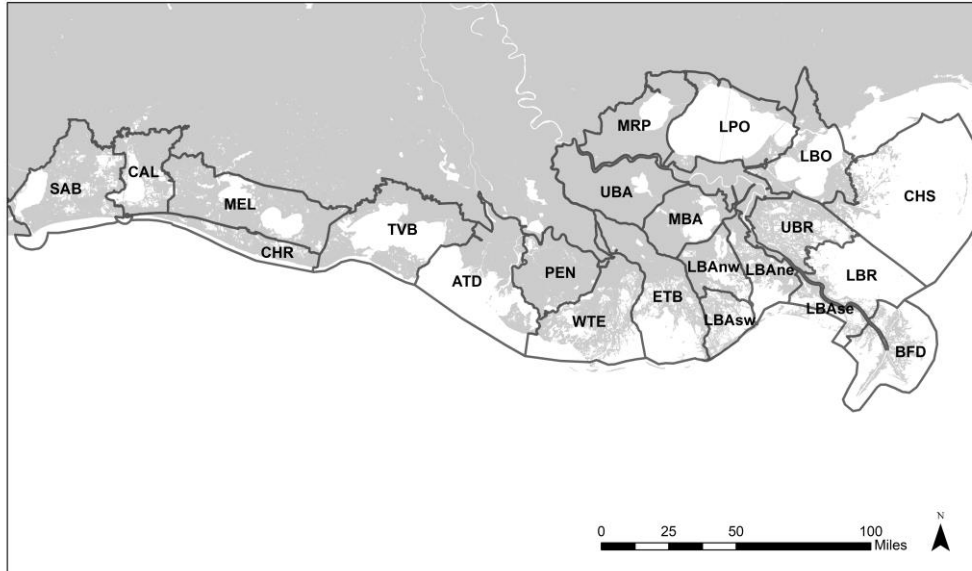 MRP
LPO
LBO
CAL
SAB
UBA
CHS
MEL
MBA
UBR
TVB
CHR
LBAnw
LBAne
PEN
LBR
ATD
ETB
LBAse
WTE
LBAsw
BFD
N
0 25 50 100
Miles